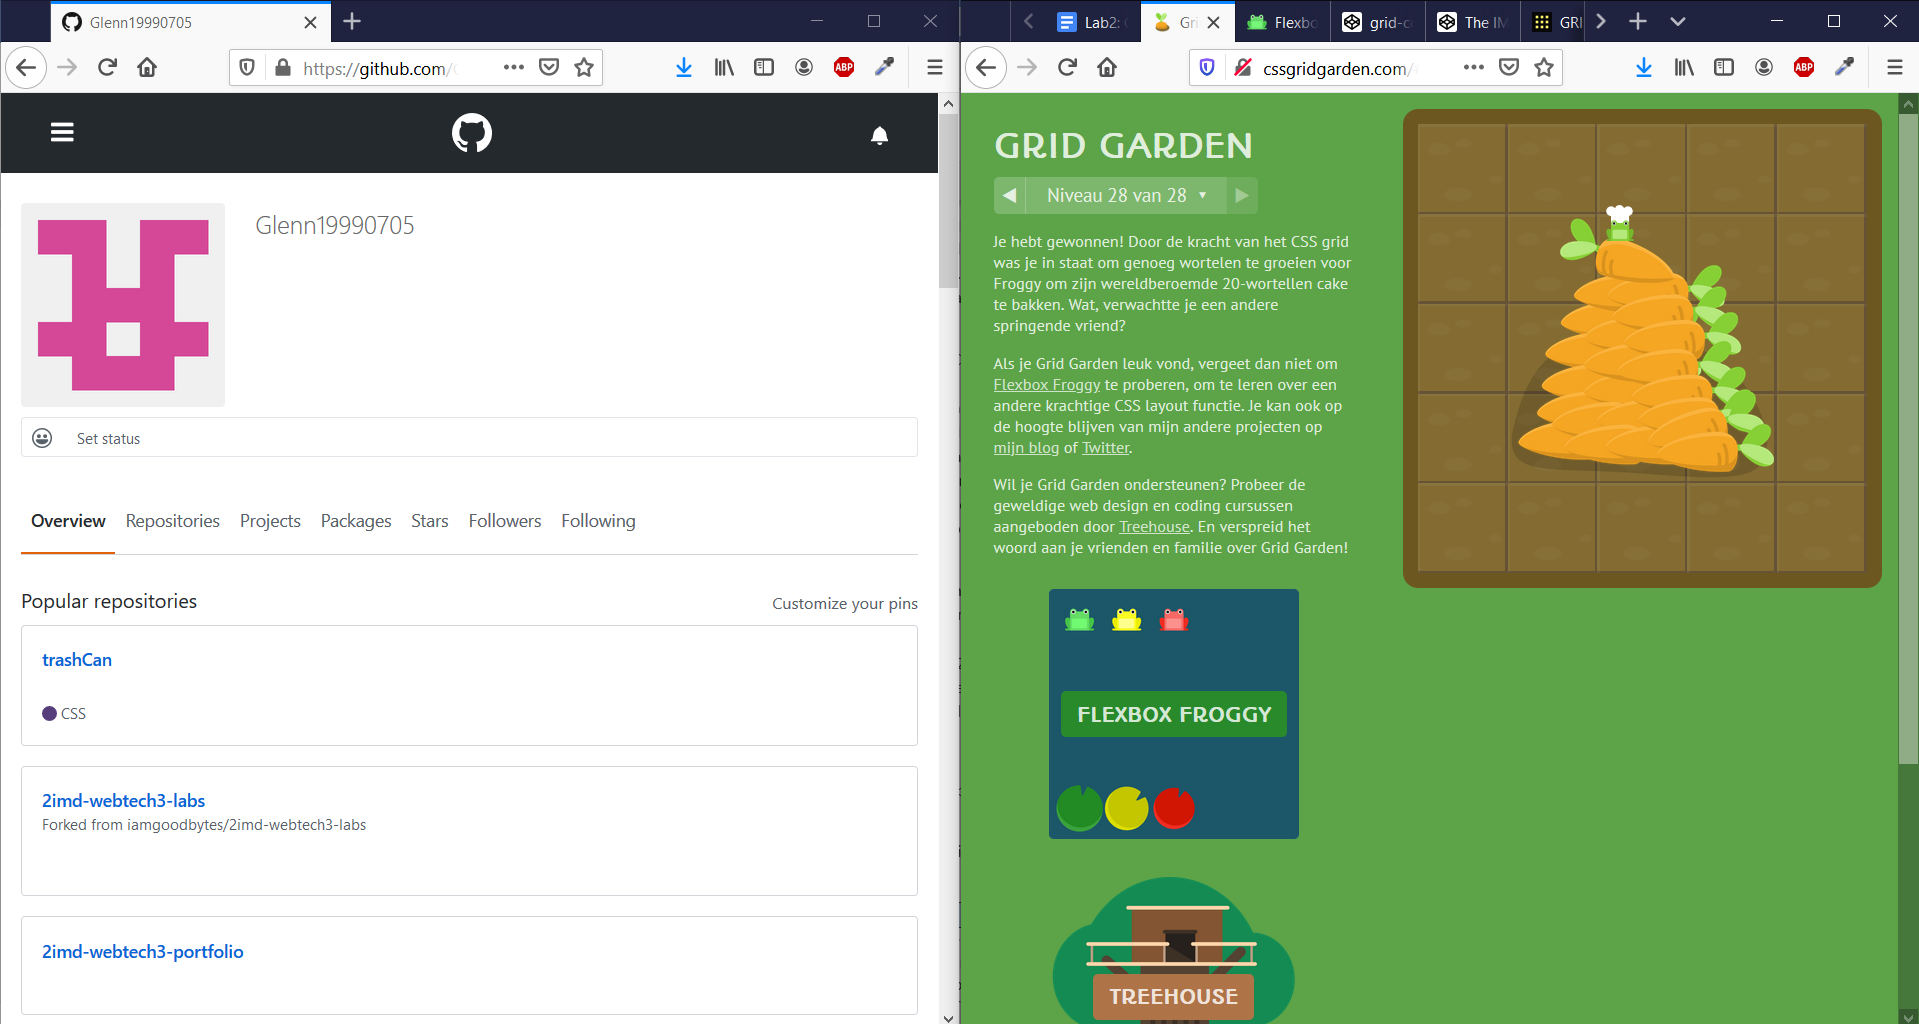 Glenn19990705
https://github.com/
Glenn19990705
Set status
Overview Repositories Projects Packages Stars Followers Following
Popular repositories
Customize your pins
trashCan
CSS
2imd-webtech3-labs
Forked from iamgoodbytes/2imd-webtech3-labs
2imd-webtech3-portfolio
Lab2: Gri Flexbo grid-c The IM GRI
cssgridgarden.com/
ABP
ABP
GRID GARDEN
Niveau 28 van 28
Je hebt gewonnen! Door de kracht van het CSS grid
was je in staat om genoeg wortelen te groeien voor
Froggy om zijn wereldberoemde 20-wortellen cake
te bakken. Wat, verwachtte je een andere
springende vriend?
Als je Grid Garden leuk vond, vergeet dan niet om
Flexbox Froggy te proberen, om te leren over een
andere krachtige CSS layout functie. Je kan ook op
de hoogte blijven van mijn andere projecten op
mijn blog of Twitter.
Wil je Grid Garden ondersteunen? Probeer de
geweldige web design en coding cursussen
aangeboden door Treehouse. En verspreid het
woord aan je vrienden en familie over Grid Garden!
FLEXBOX FROGGY
TREEHOUSE